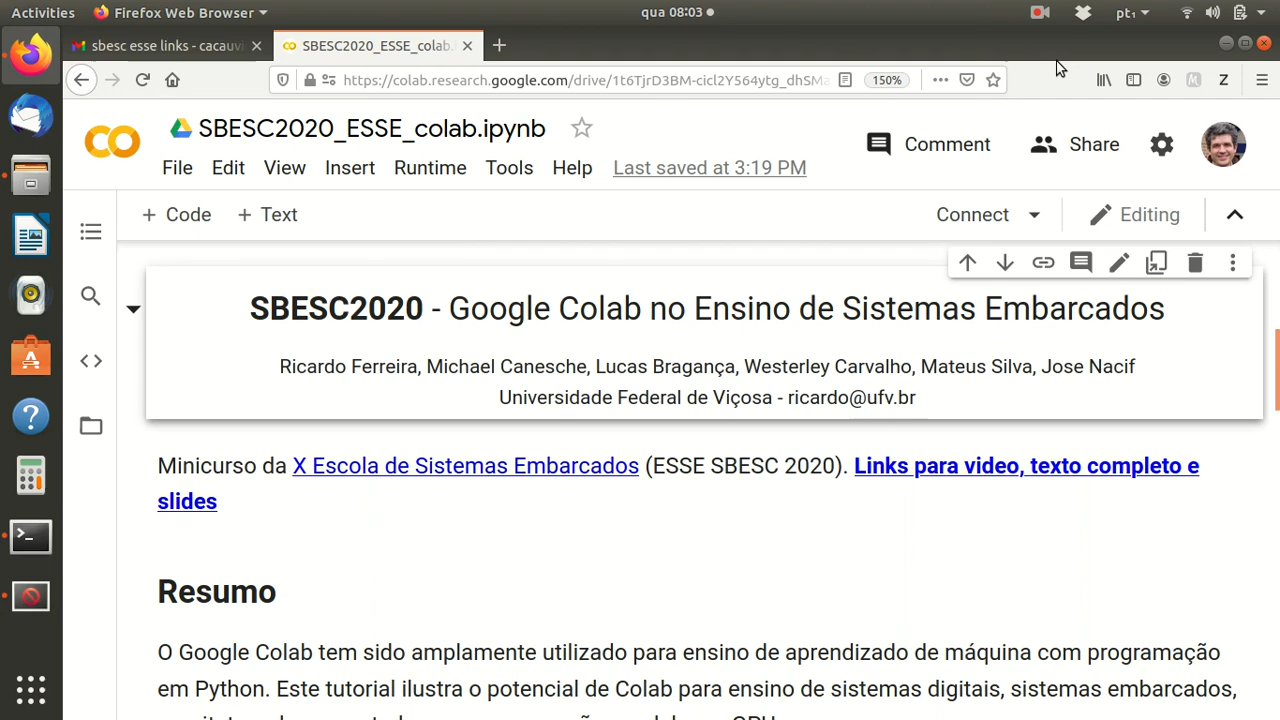 Activities Firefox Web Browser qua 08:03 pt₁
sbesc esse links - cacauvi SBESC2020_ESSE_colab.
https://colab.research.google.com/drive/1t6TjrD3BM-cicl2Y564ytg_dhSMa 150%
SBESC2020_ESSE_colab.ipynb
Comment Share
File Edit View Insert Runtime Tools Help Last saved at 3:19 PM
+ Code + Text Connect Editing
SBESC2020 - Google Colab no Ensino de Sistemas Embarcados
Ricardo Ferreira, Michael Canesche, Lucas Bragança, Westerley Carvalho, Mateus Silva, Jose Nacif
Universidade Federal de Viçosa - ricardo@ufv.br
Minicurso da X Escola de Sistemas Embarcados (ESSE SBESC 2020). Links para video, texto completo e
slides
Resumo
O Google Colab tem sido amplamente utilizado para ensino de aprendizado de máquina com programação
em Python. Este tutorial ilustra o potencial de Colab para ensino de sistemas digitais, sistemas embarcados,